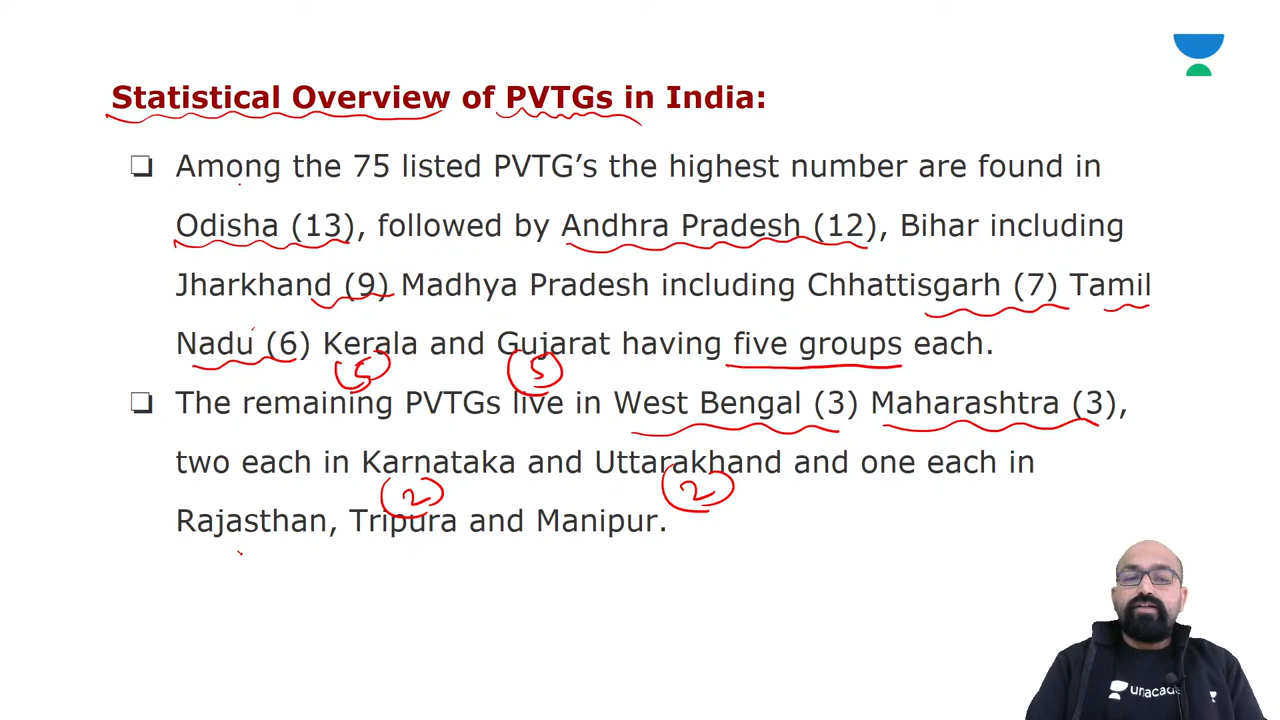 Statistical Overview of PVTGs in India:
❑ Among the 75 listed PVTG’s the highest number are found in
Odisha (13), followed by Andhra Pradesh (12), Bihar including
Jharkhand (9) Madhya Pradesh including Chhattisgarh (7) Tamil
Nadu (6) Kerala and Gujarat having five groups each.
5 5
❑ The remaining PVTGs live in West Bengal (3) Maharashtra (3),
two each in Karnataka and Uttarakhand and one each in
2 2
Rajasthan, Tripura and Manipur.